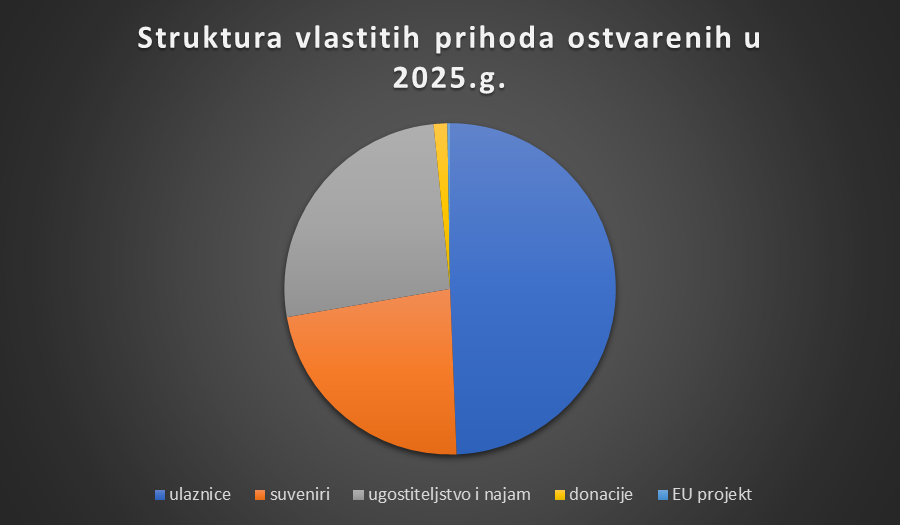 Struktura vlastitih prihoda ostvarenih u
2025.g.
ulaznice suveniri ugostiteljstvo i najam donacije EU projekt